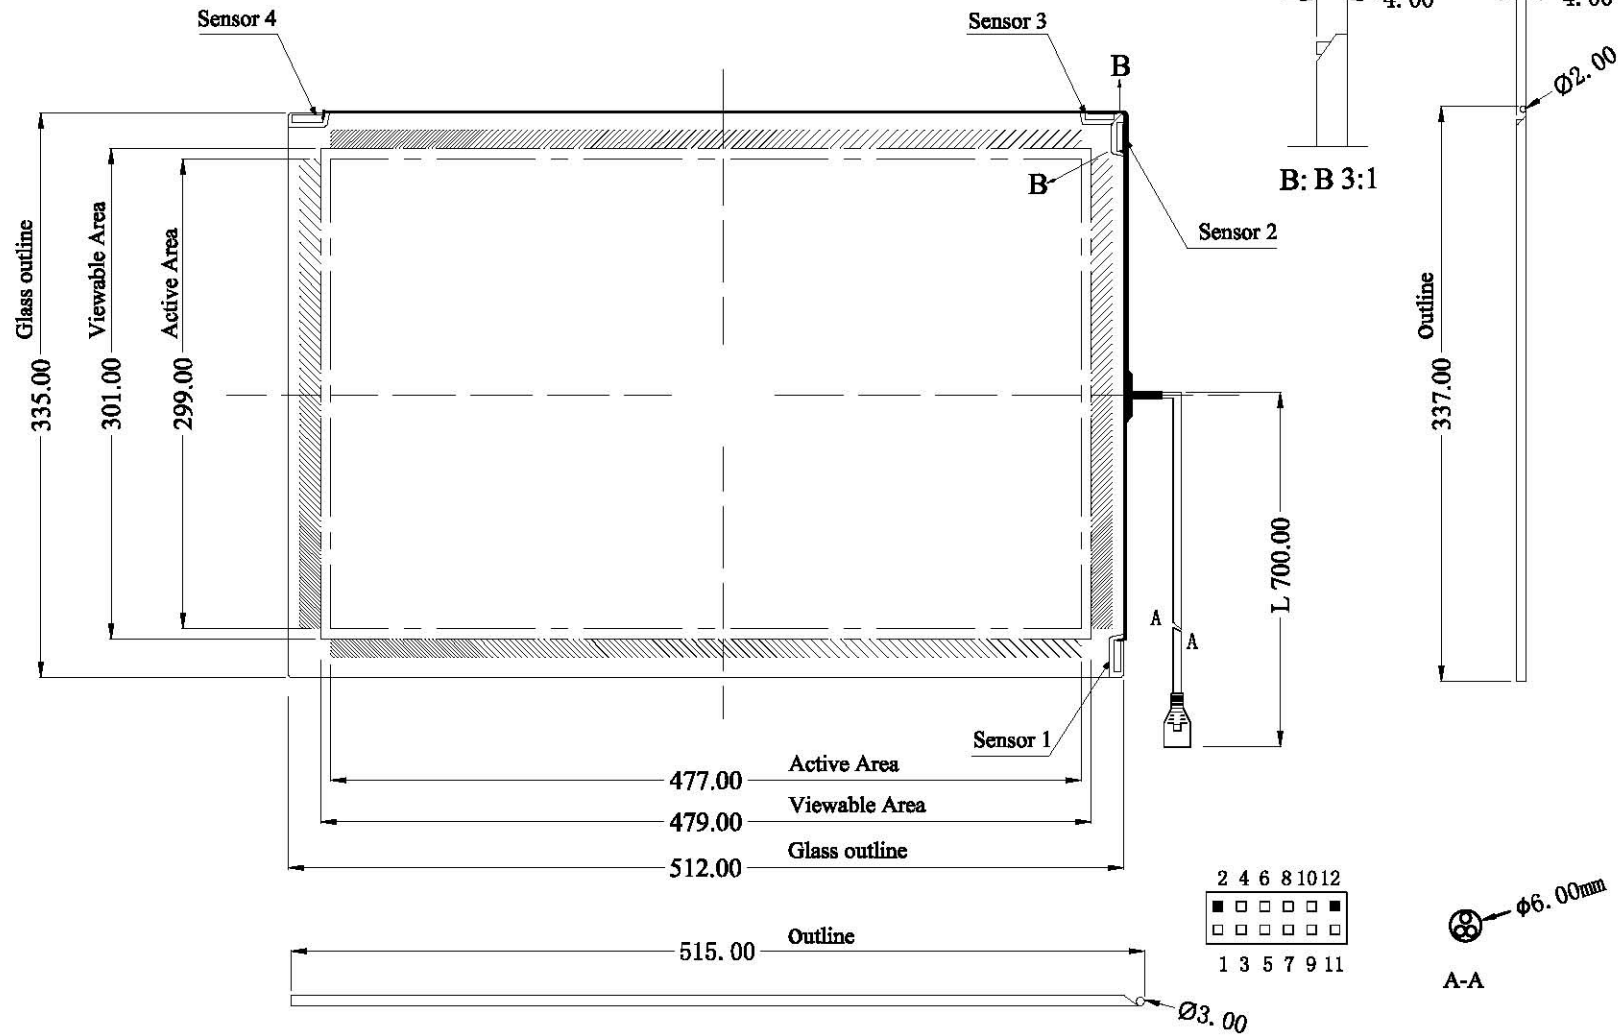 Sensor 4
Sensor 3
4.00
4.00
Ø2.00
B
B
B: B 3:1
Sensor 2
Glass outline
335.00
Viewable Area
301.00
Active Area
299.00
Outline
337.00
L 700.00
A
A
Sensor 1
477.00 Active Area
479.00 Viewable Area
512.00 Glass outline
515.00 Outline
Ø3.00
2 4 6 8 10 12
1 3 5 7 9 11
ϕ6.00mm
A-A